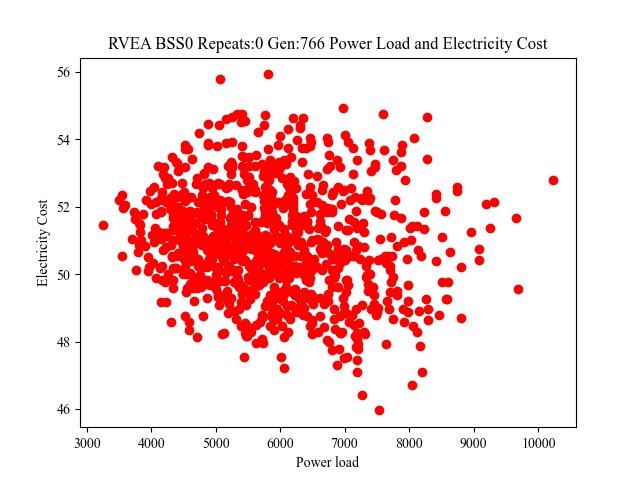 RVEA BSS0 Repeats:0 Gen:766 Power Load and Electricity Cost
56
54
52
50
48
46
Electricity Cost
3000 4000 5000 6000 7000 8000 9000 10000
Power load